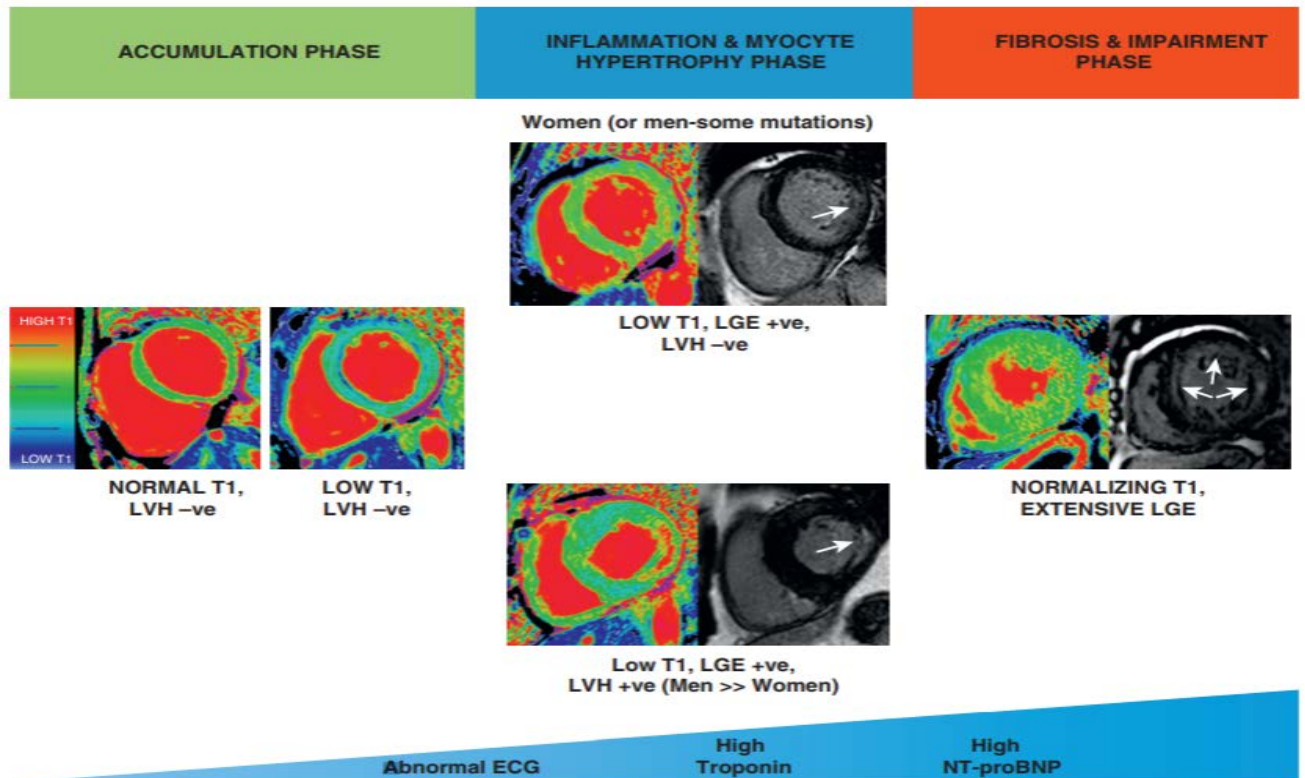 ACCUMULATION PHASE
INFLAMMATION & MYOCYTE
HYPERTROPHY PHASE
FIBROSIS & IMPAIRMENT
PHASE
Women (or men-some mutations)
LOW T1, LGE +ve,
LVH –ve
HIGH T1
LOW T1
NORMAL T1,
LVH –ve
LOW T1,
LVH –ve
NORMALIZING T1,
EXTENSIVE LGE
Low T1, LGE +ve,
LVH +ve (Men >> Women)
Abnormal ECG
High
Troponin
High
NT-proBNP